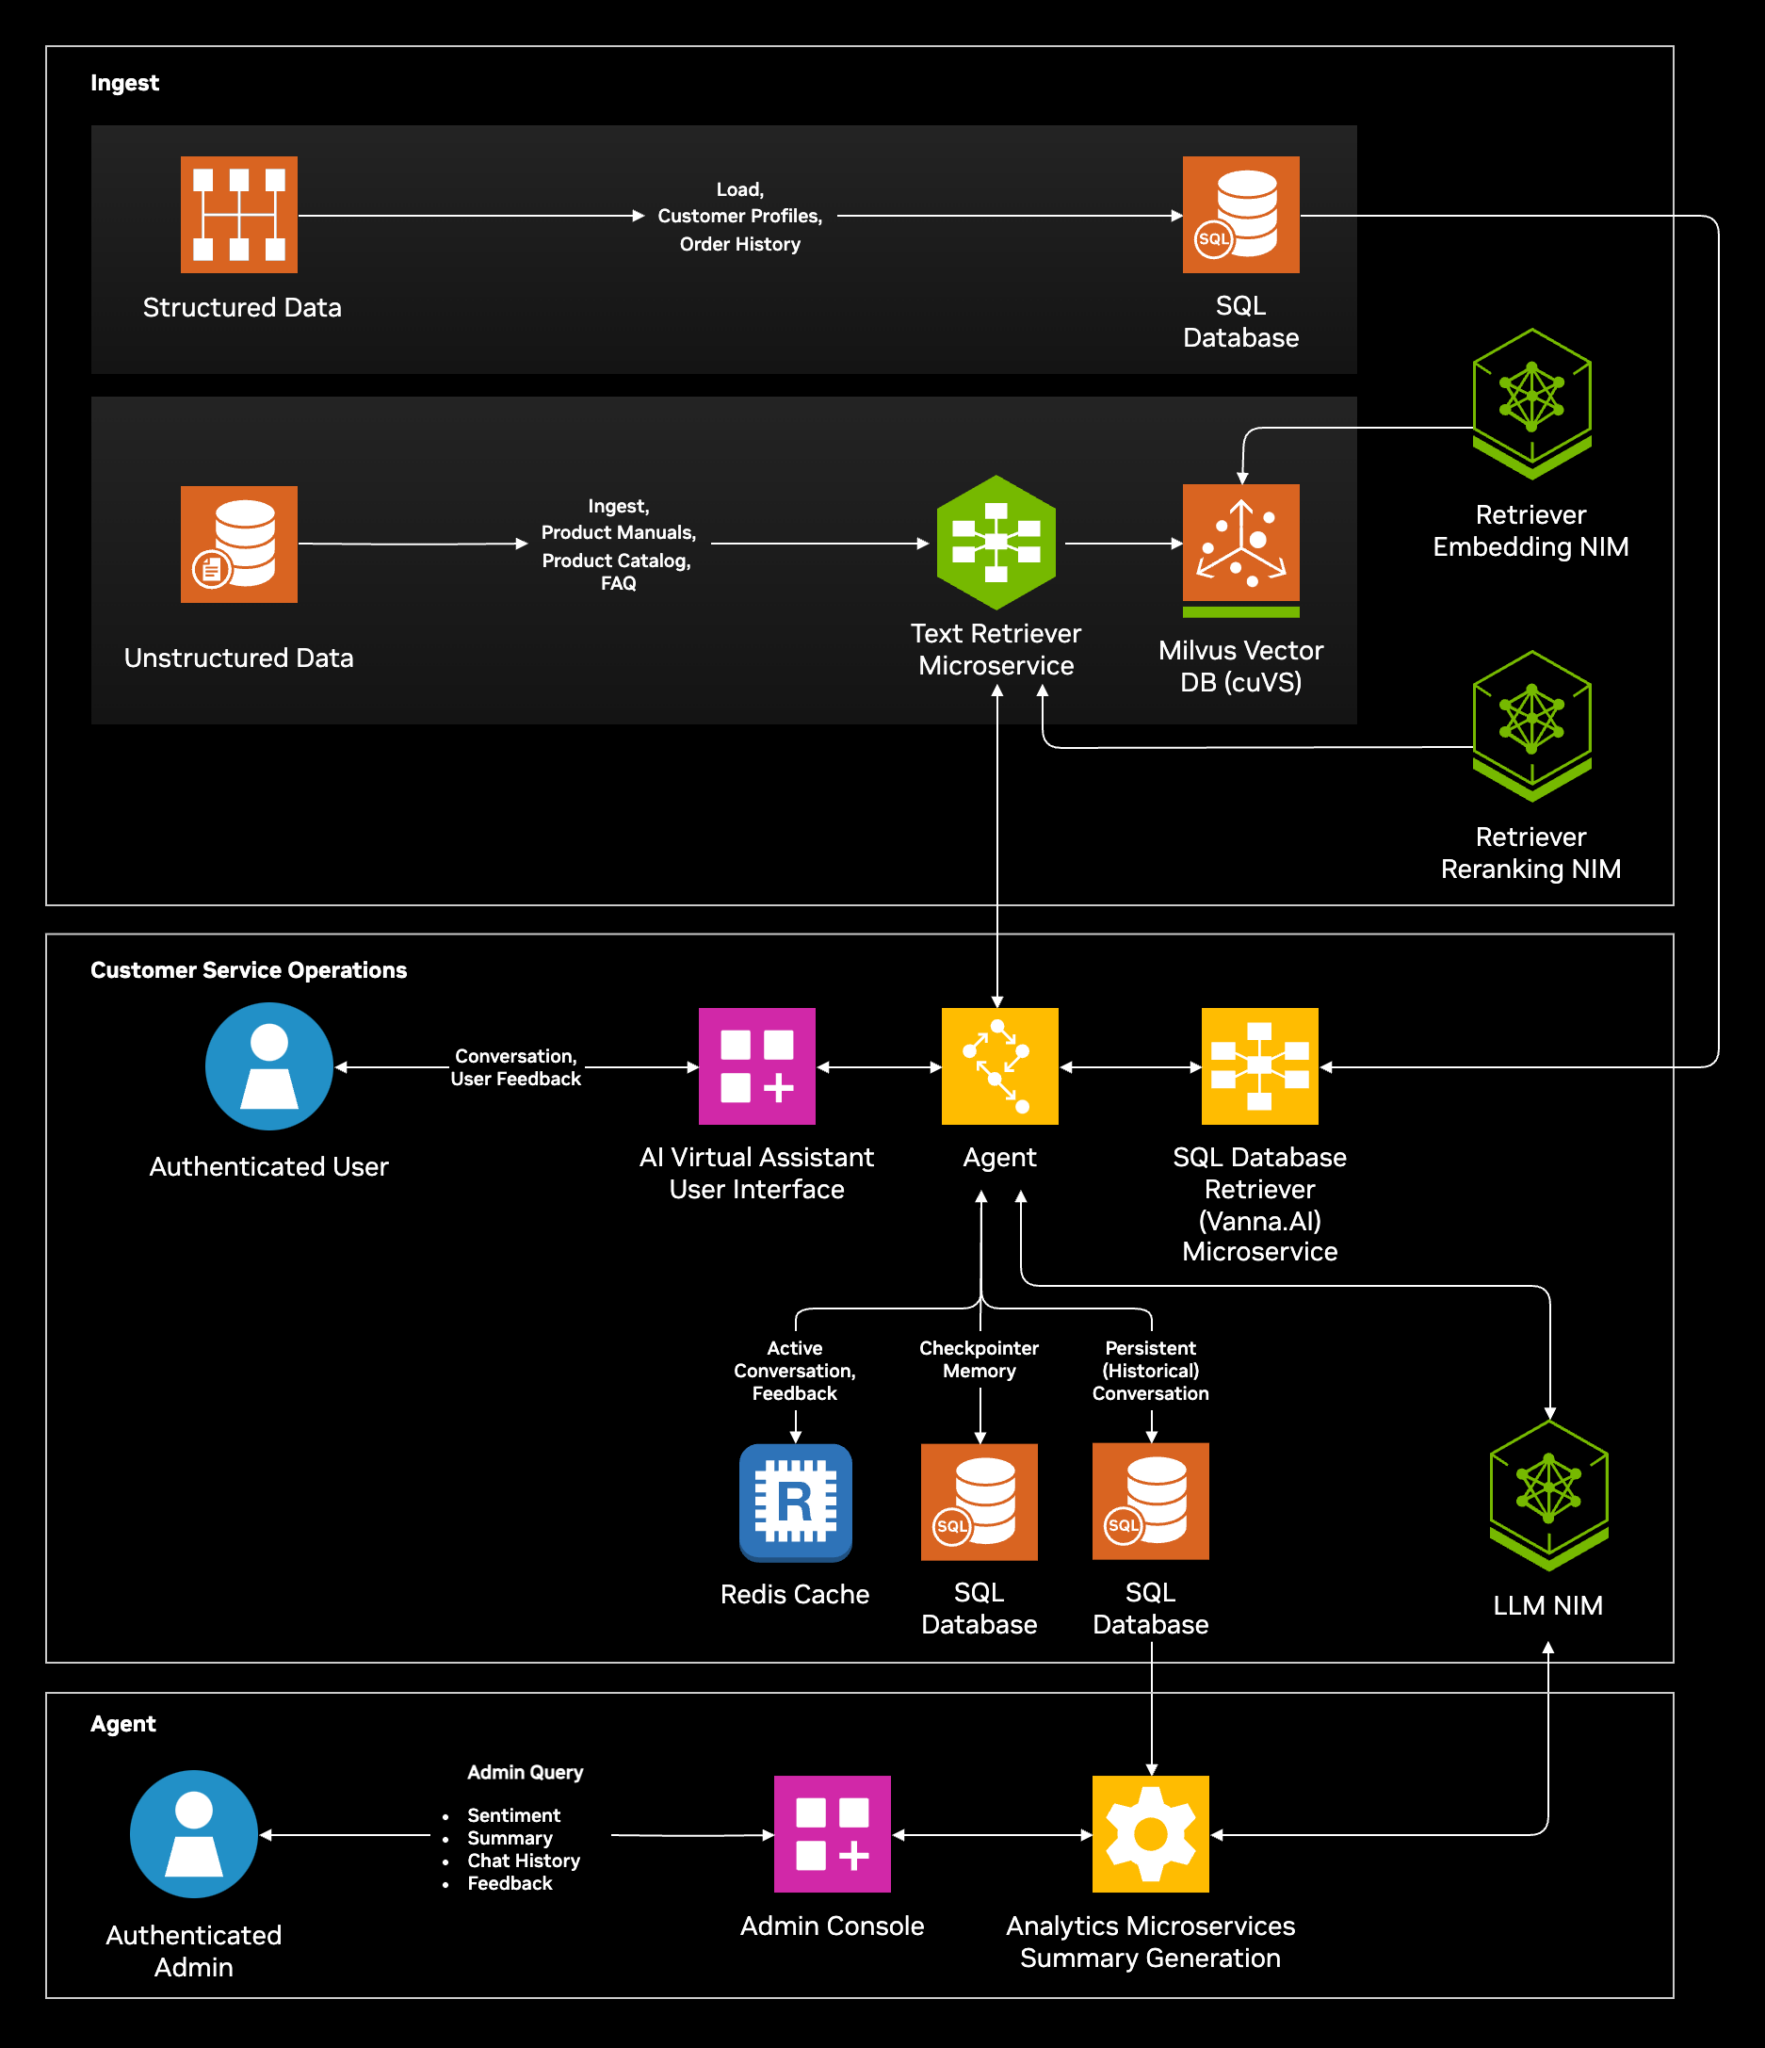 Ingest
Load,
Customer Profiles,
Order History
SQL
Structured Data
SQL
Database
Ingest,
Product Manuals,
Product Catalog,
FAQ
Unstructured Data
Text Retriever
Microservice
Milvus Vector
DB (cuVS)
Retriever
Embedding NIM
Retriever
Reranking NIM
Customer Service Operations
Conversation,
User Feedback
Authenticated User
AI Virtual Assistant
User Interface
Agent
SQL Database
Retriever
(Vanna.AI)
Microservice
Active
Conversation,
Feedback
Checkpointer
Memory
Persistent
(Historical)
Conversation
R
SQL
SQL
Redis Cache
SQL
Database
SQL
Database
LLM NIM
Agent
Admin Query
• Sentiment
• Summary
• Chat History
• Feedback
Authenticated
Admin
Admin Console
Analytics Microservices
Summary Generation